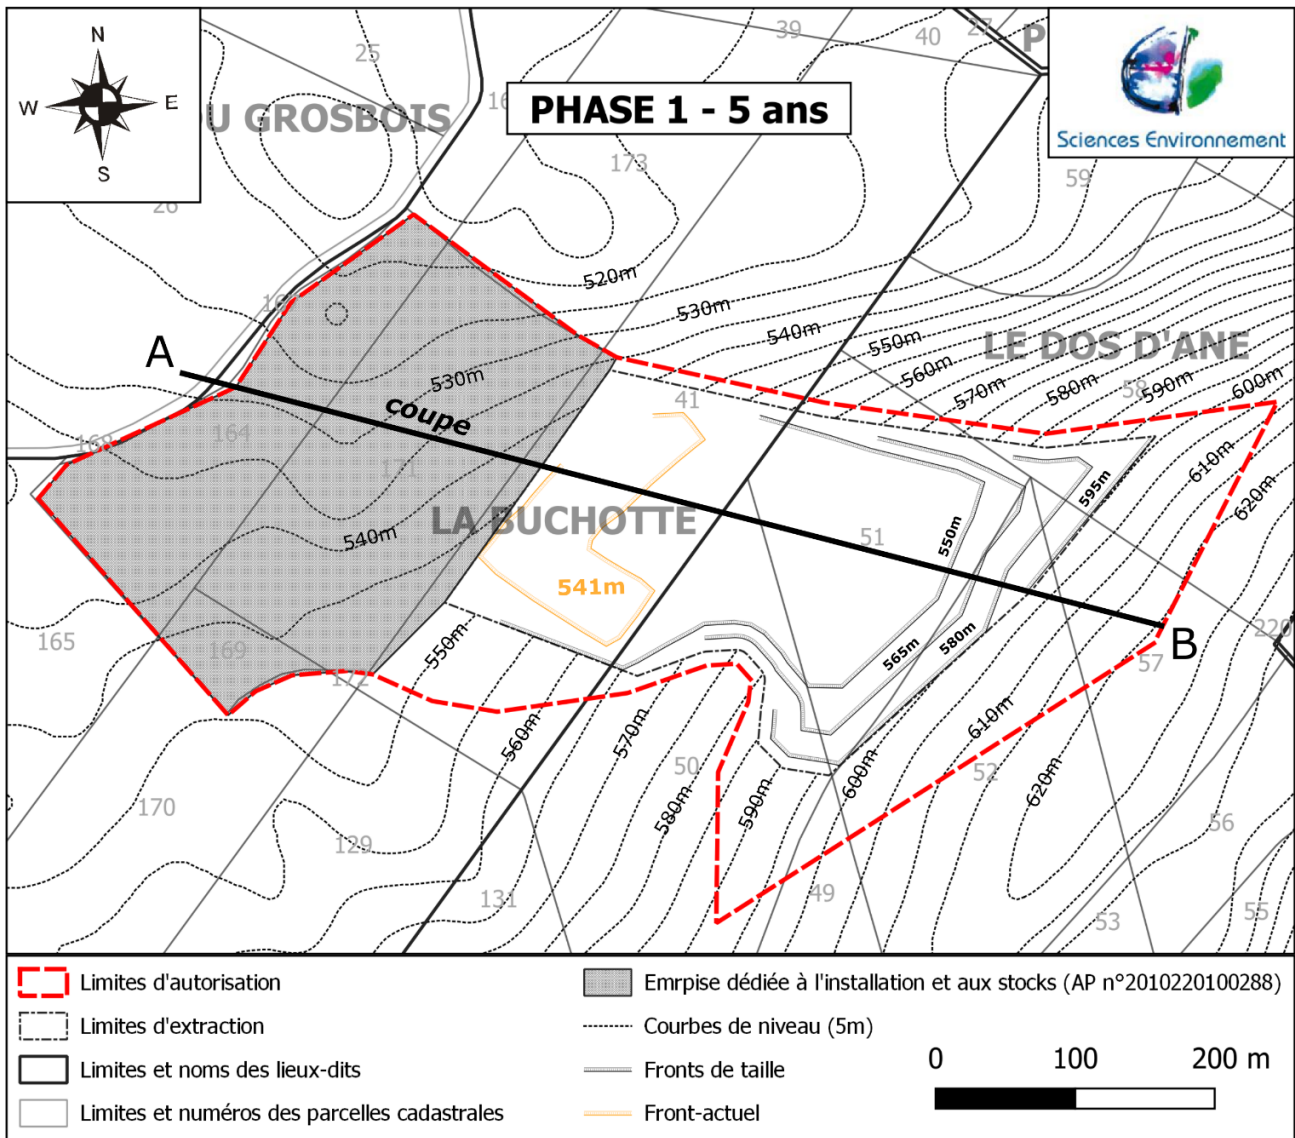 N
W
E
S
25
DU GROSBOIS
26
PHASE 1 - 5 ans
39
40
27
P
Sciences Environnement
173
59
520m
530m
540m
550m
560m
570m
580m
590m
600m
LE DOS D'ANE
58
A
530m
coupe
41
168
164
171
610m
620m
595m
LA BUCHOTTE
51
550m
540m
541m
165
169
172
550m
565m
580m
B
57
220
560m
570m
50
580m
590m
600m
610m
52
620m
170
129
131
49
56
53
55
Limites d'autorisation
Limites d'extraction
Limites et noms des lieux-dits
Limites et numéros des parcelles cadastrales
Emrpise dédiée à l'installation et aux stocks (AP n°2010220100288)
Courbes de niveau (5m)
Fronts de taille
Front-actuel
0 100 200 m